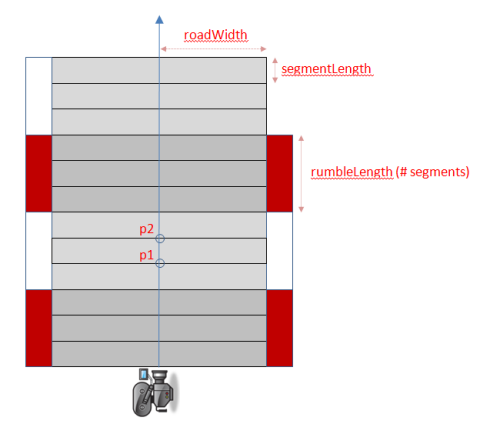 roadWidth
segmentLength
rumbleLength (# segments)
p2
p1